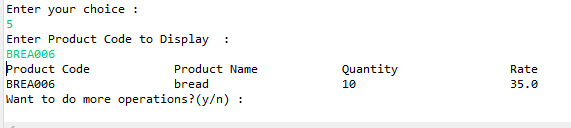 Enter your choice :
5
Enter Product Code to Display  :
BREA006
Product Code            Product Name            Quantity                Rate
BREA006                 bread                   10                      35.0
Want to do more operations?(y/n) :